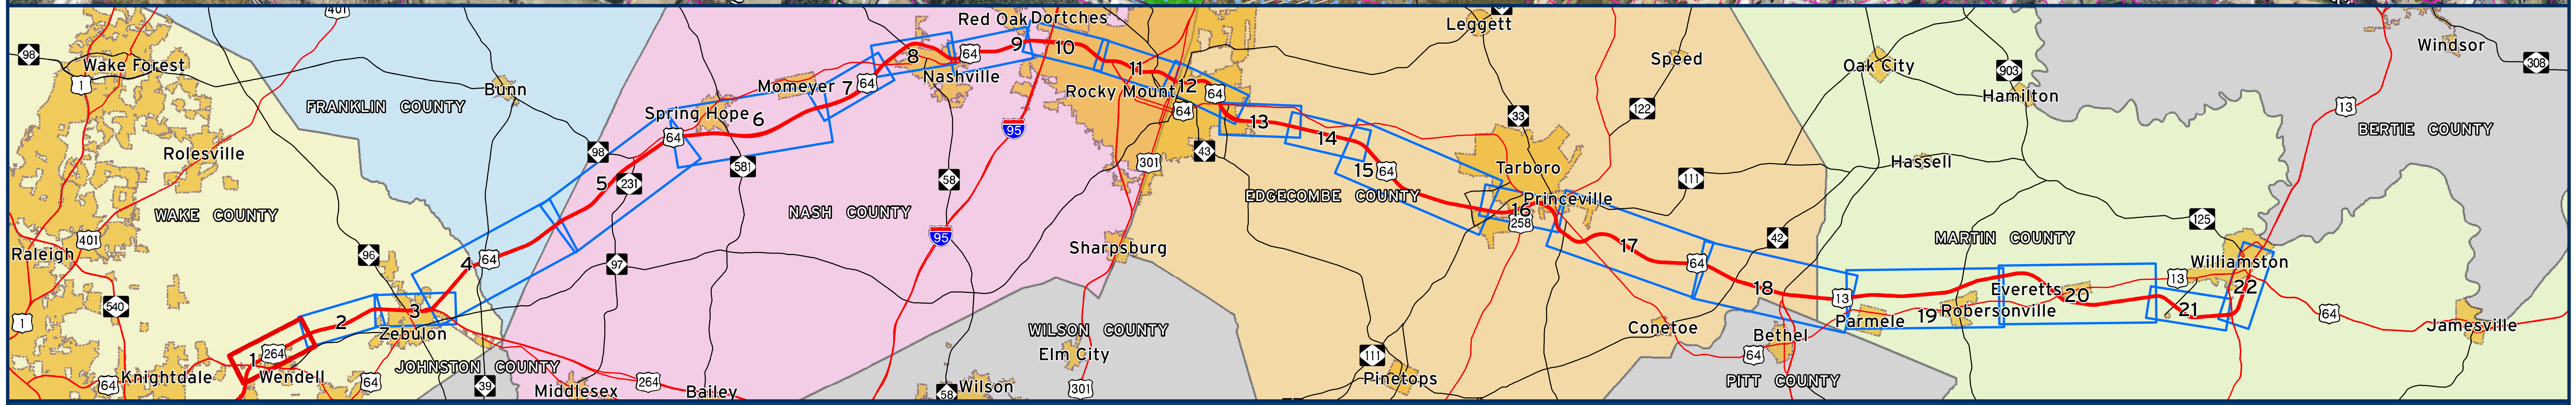 401
Red Oak
Dortches
Leggett
98
Wake Forest
1
Bunn
FRANKLIN COUNTY
Rolesville
WAKE COUNTY
401
Raleigh
540
1
Knightdale
64
96
1
264
Wendell
64
2
3
Zebulon
JOHNSTON COUNTY
39
4
64
98
5
231
97
Middlesex
264
Bailey
Spring Hope
64
6
581
Momeyer
7
64
8
64
Nashville
58
NASH COUNTY
9
10
95
95
11
Rocky Mount
12
64
64
43
301
Sharpsburg
WILSON COUNTY
Elm City
301
58
Wilson
13
14
15
64
EDGECOMBE COUNTY
33
Tarboro
Princeville
16
258
111
Pinetops
Speed
122
111
17
64
42
18
Conetoe
64
Bethel
PITT COUNTY
Oak City
903
Hamilton
Hassell
MARTIN COUNTY
13
Parmele
19
Robersonville
Everetts
20
13
125
Williamston
21
22
64
Jamesville
13
BERTIE COUNTY
Windsor
308